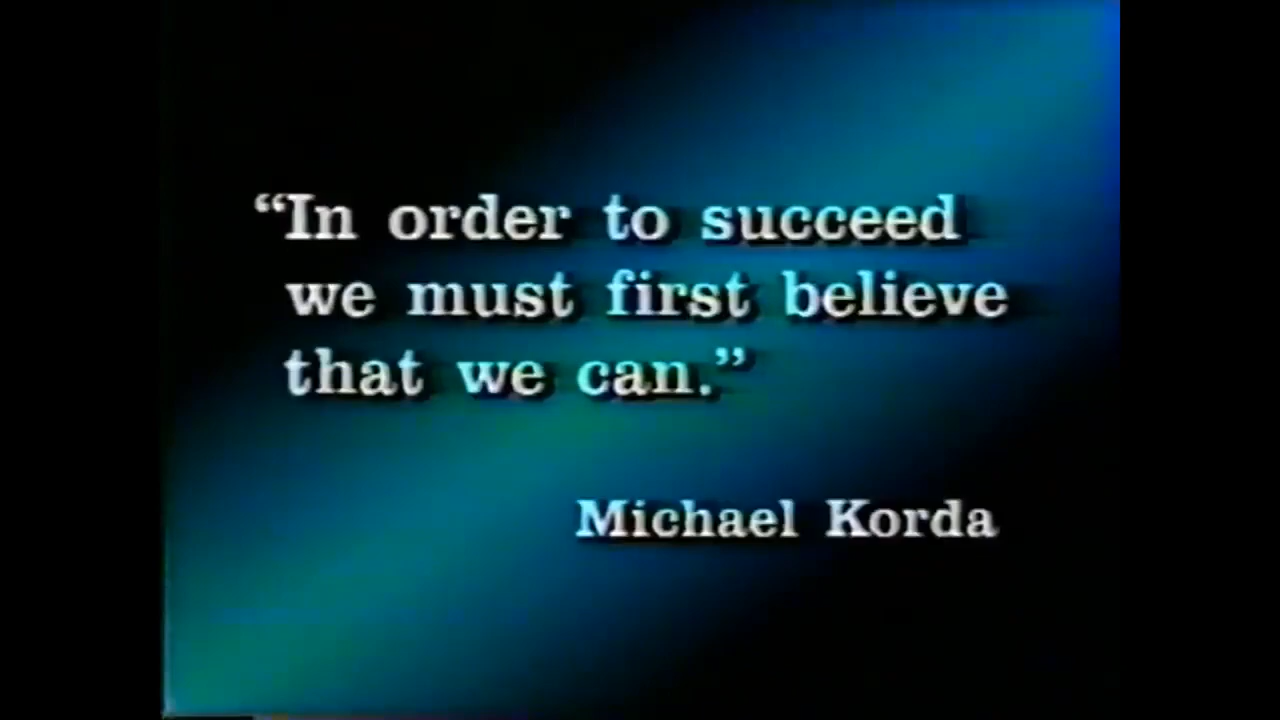 “In order to succeed
we must first believe
that we can.”
Michael Korda